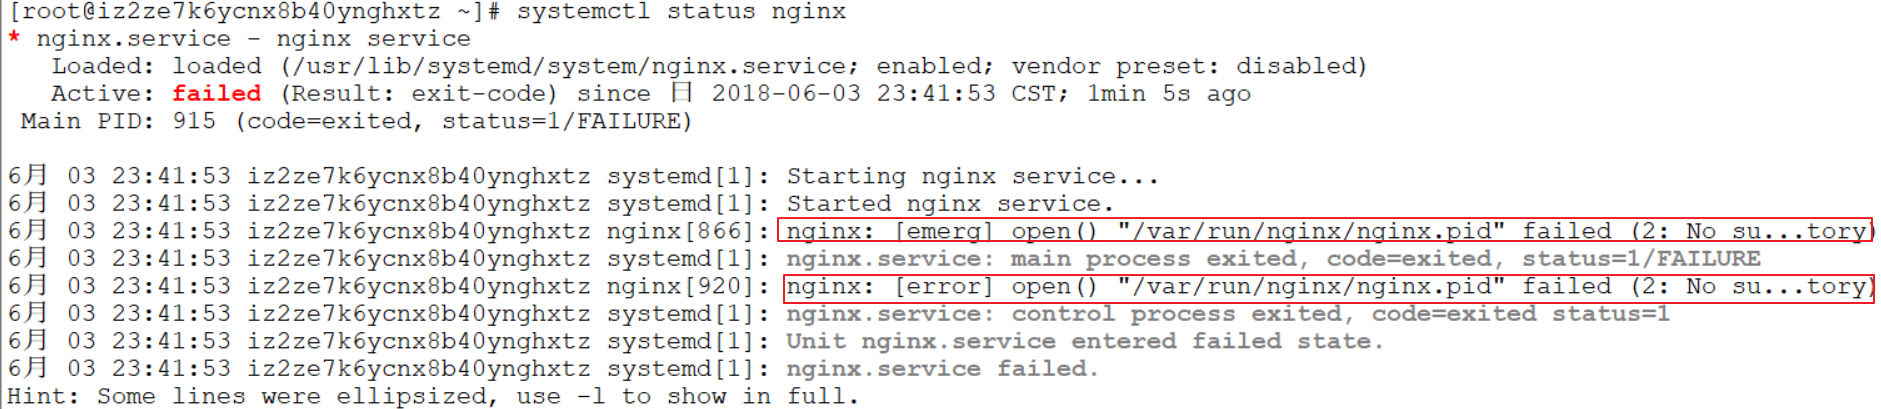 [root@iz2ze7k6ycnx8b40ynghxtz ~]# systemctl status nginx
* nginx.service - nginx service
   Loaded: loaded (/usr/lib/systemd/system/nginx.service; enabled; vendor preset: disabled)
   Active: failed (Result: exit-code) since 日 2018-06-03 23:41:53 CST; 1min 5s ago
 Main PID: 915 (code=exited, status=1/FAILURE)

6月 03 23:41:53 iz2ze7k6ycnx8b40ynghxtz systemd[1]: Starting nginx service...
6月 03 23:41:53 iz2ze7k6ycnx8b40ynghxtz systemd[1]: Started nginx service.
6月 03 23:41:53 iz2ze7k6ycnx8b40ynghxtz nginx[866]: nginx: [emerg] open() "/var/run/nginx/nginx.pid" failed (2: No su...tory)
6月 03 23:41:53 iz2ze7k6ycnx8b40ynghxtz systemd[1]: nginx.service: main process exited, code=exited, status=1/FAILURE
6月 03 23:41:53 iz2ze7k6ycnx8b40ynghxtz nginx[920]: nginx: [error] open() "/var/run/nginx/nginx.pid" failed (2: No su...tory)
6月 03 23:41:53 iz2ze7k6ycnx8b40ynghxtz systemd[1]: nginx.service: control process exited, code=exited status=1
6月 03 23:41:53 iz2ze7k6ycnx8b40ynghxtz systemd[1]: Unit nginx.service entered failed state.
6月 03 23:41:53 iz2ze7k6ycnx8b40ynghxtz systemd[1]: nginx.service failed.
Hint: Some lines were ellipsized, use -l to show in full.